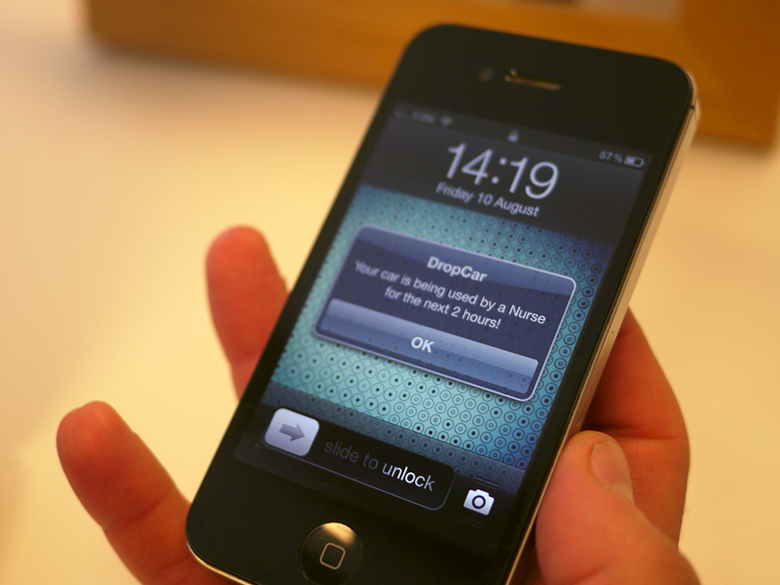 57%
14:19
Friday 10 August
DropCar
Your car is being used by a Nurse
for the next 2 hours!
OK
slide to unlock